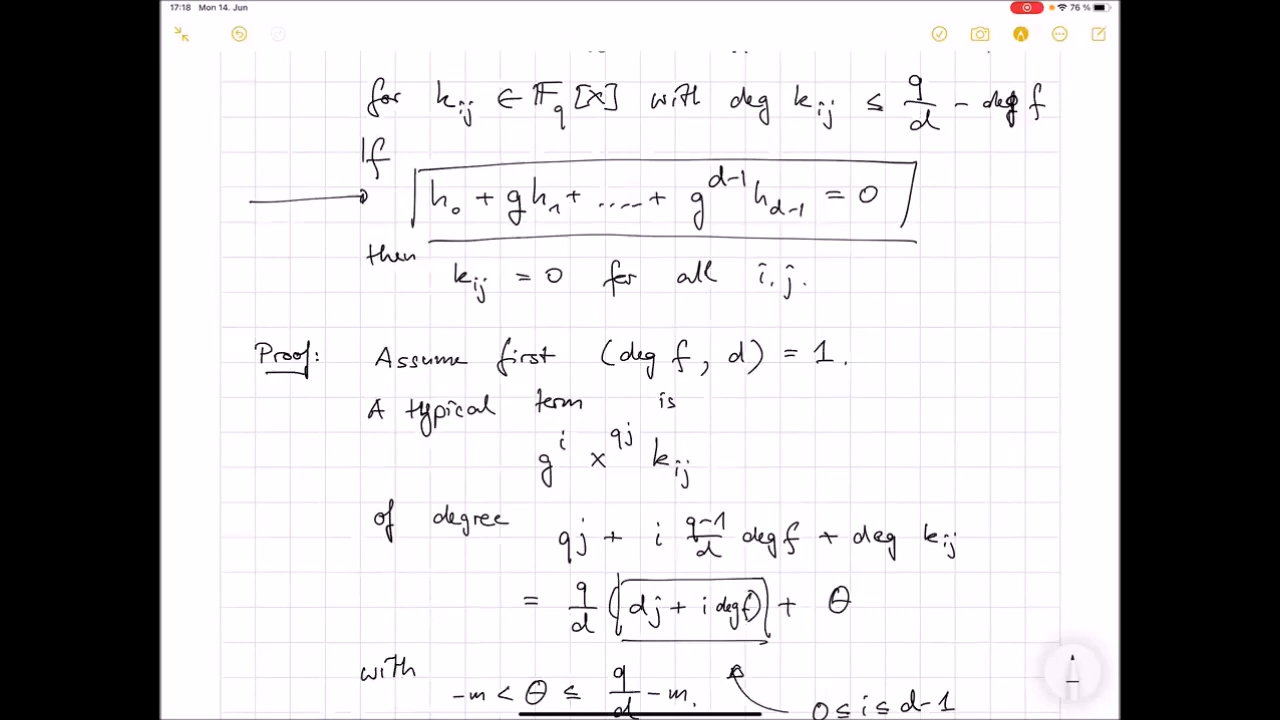 17:18 Mon 14. Jun 76 %
for k_ij ∈ F_q [x] with deg k_ij ≤ q/d - deg f
If
h_0 + g h_1 + .... + g^{d-1} h_{d-1} = 0
then
k_ij = 0 for all i, j.
Proof: Assume first (deg f, d) = 1.
A typical term is
g^i x^{qj} k_ij
of degree
qj + i (q-1)/d deg f + deg k_ij
= q/d (dj + i deg f) + θ
with
-m < θ ≤ q/d - m.
0 ≤ i ≤ d-1